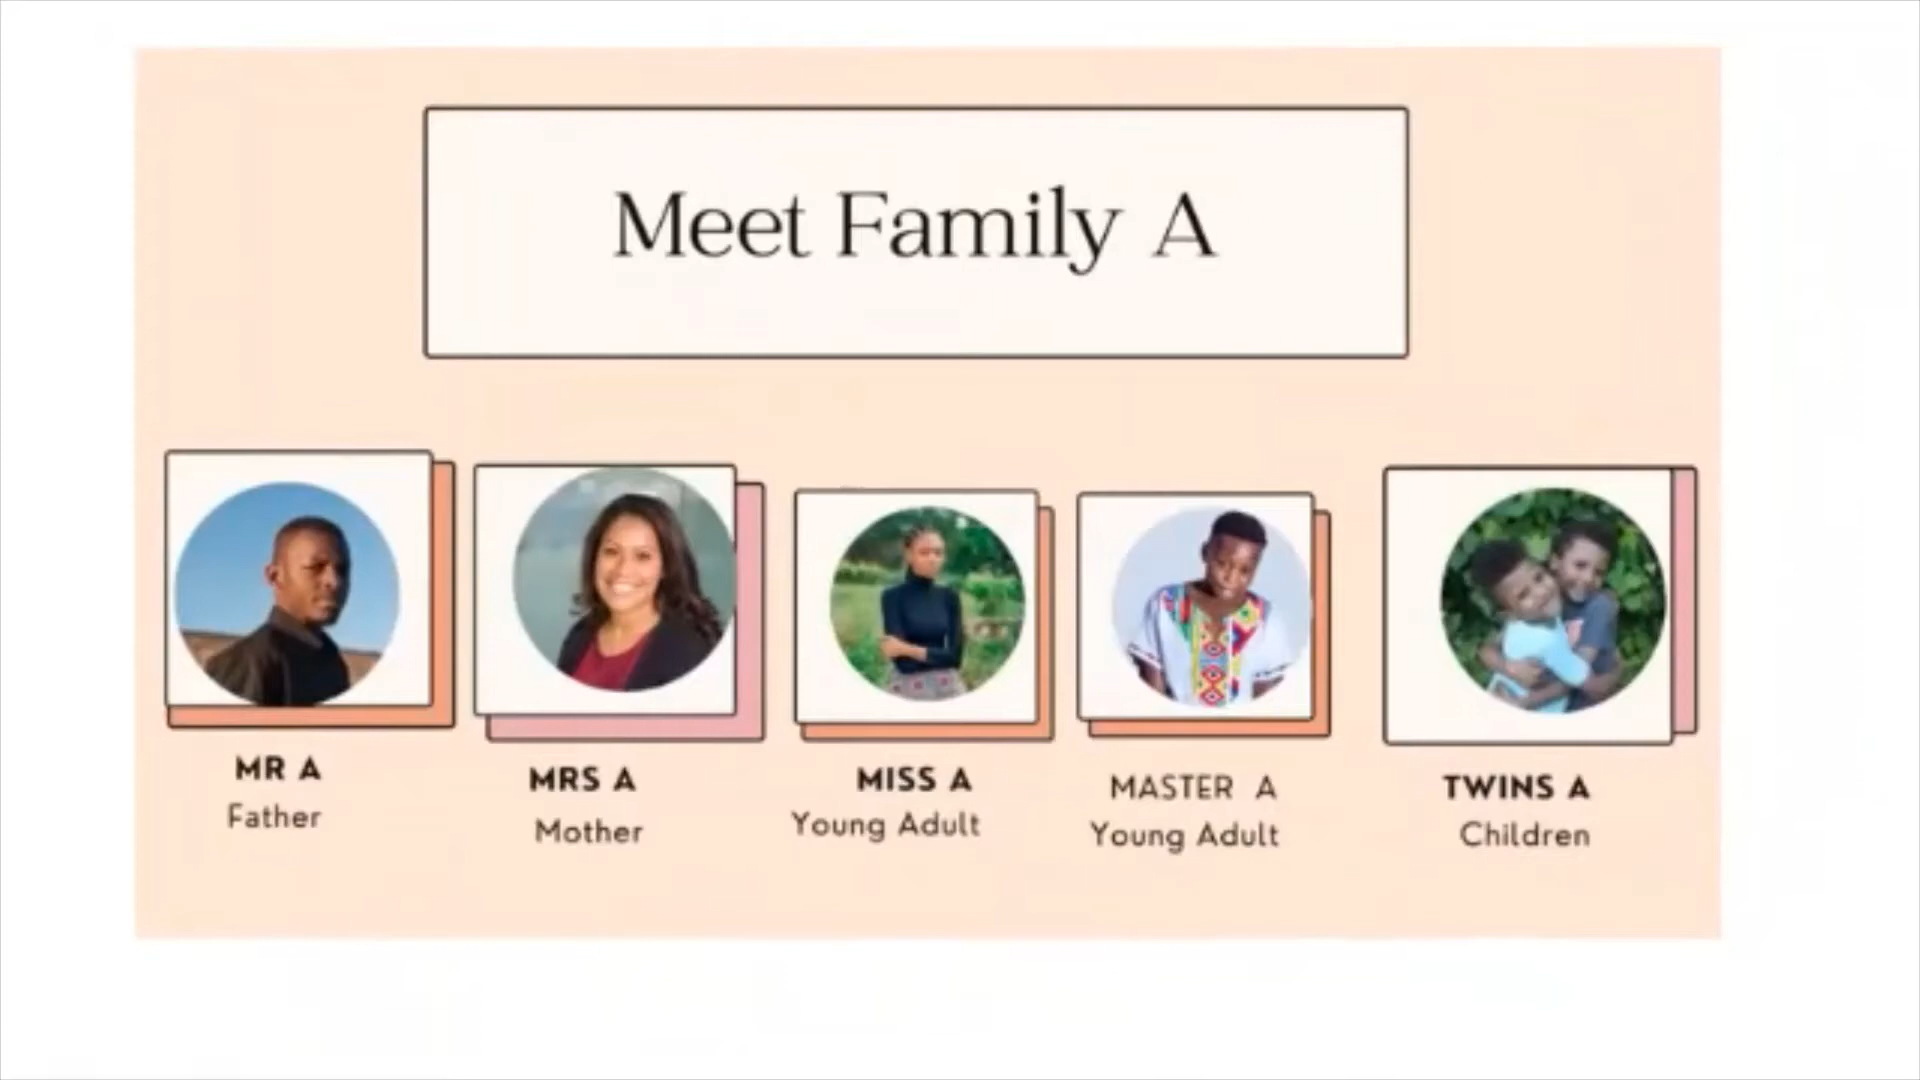 Meet Family A
MR A
Father
MRS A
Mother
MISS A
Young Adult
MASTER A
Young Adult
TWINS A
Children